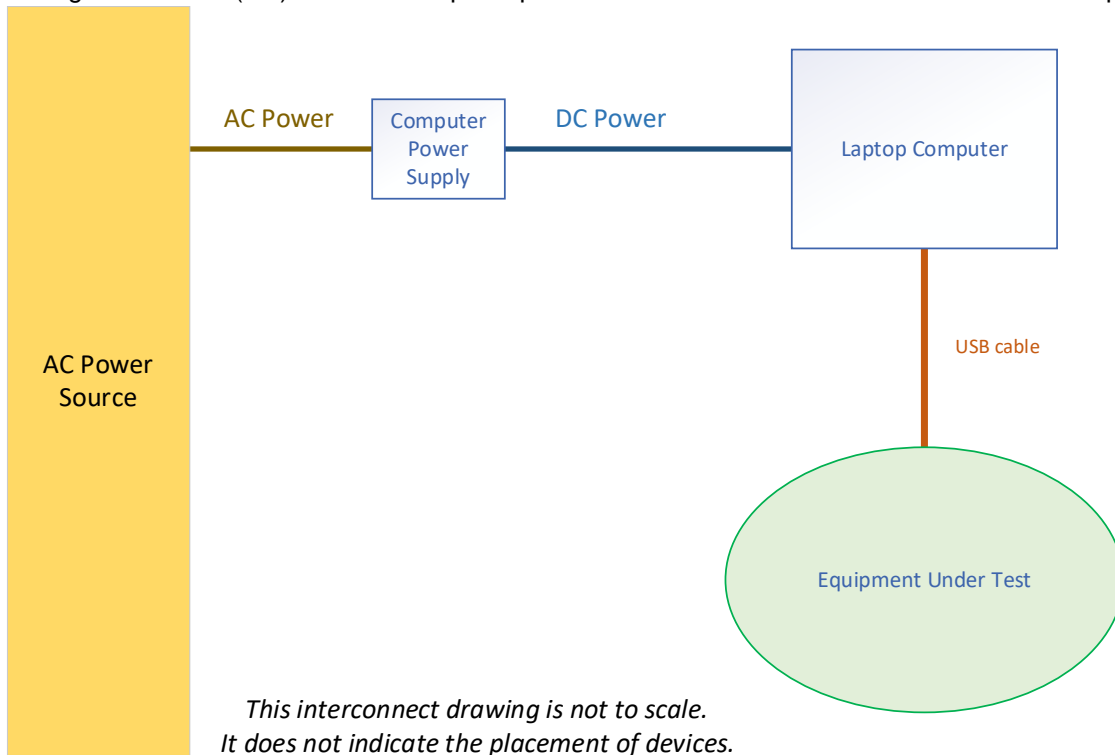 AC Power
Computer
Power
Supply
DC Power
Laptop Computer
USB cable
AC Power
Source
Equipment Under Test
This interconnect drawing is not to scale.
It does not indicate the placement of devices.